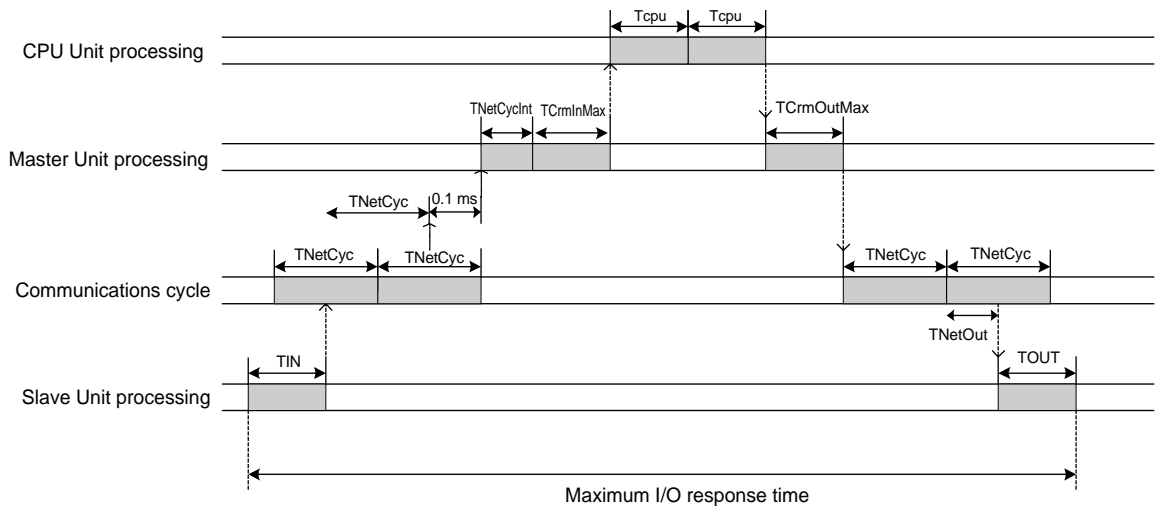 Tcpu Tcpu
CPU Unit processing
TNetCycInt TCrmInMax TCrmOutMax
Master Unit processing
TNetCyc 0.1 ms
TNetCyc TNetCyc TNetCyc TNetCyc
Communications cycle
TNetOut
TIN TOUT
Slave Unit processing
Maximum I/O response time